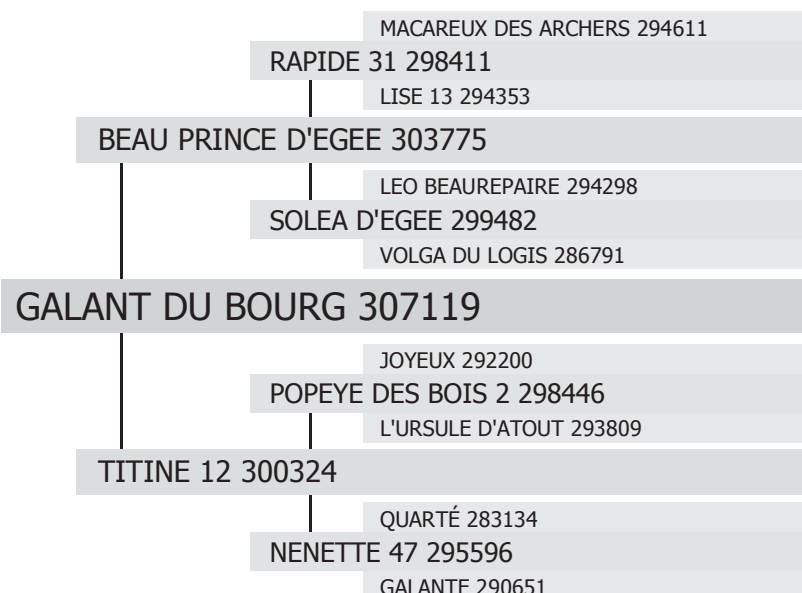 MACAREUX DES ARCHERS 294611
RAPIDE 31 298411
LISE 13 294353
BEAU PRINCE D'EGEE 303775
LEO BEAUREPAIRE 294298
SOLEA D'EGEE 299482
VOLGA DU LOGIS 286791
GALANT DU BOURG 307119
JOYEUX 292200
POPEYE DES BOIS 2 298446
L'URSULE D'ATOUT 293809
TITINE 12 300324
QUARTÉ 283134
NENETTE 47 295596
GALANTE 290651